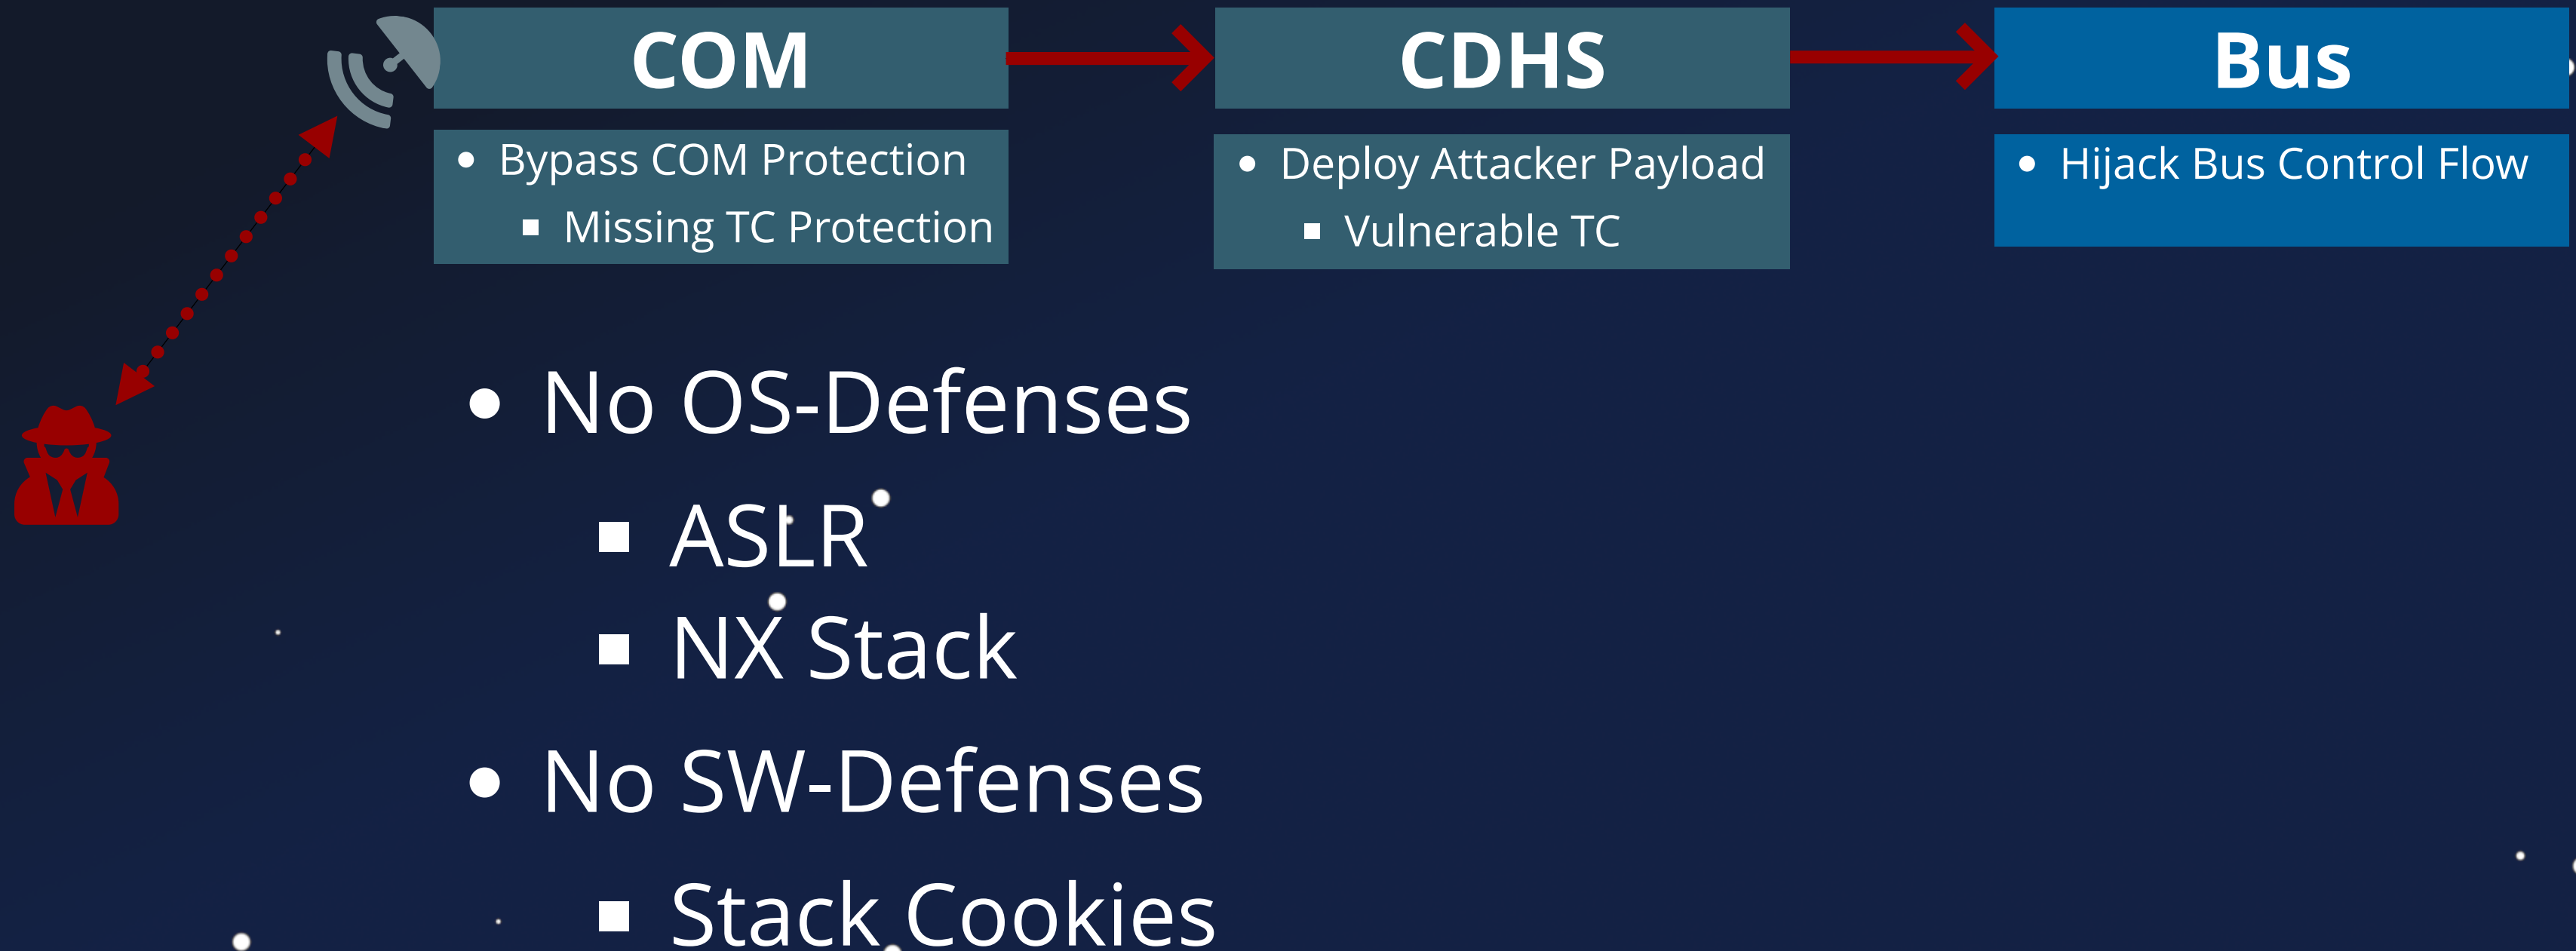 COM
CDHS
Bus
Bypass COM Protection
Missing TC Protection
Deploy Attacker Payload
Vulnerable TC
Hijack Bus Control Flow
No OS-Defenses
ASLR
NX Stack
No SW-Defenses
Stack Cookies